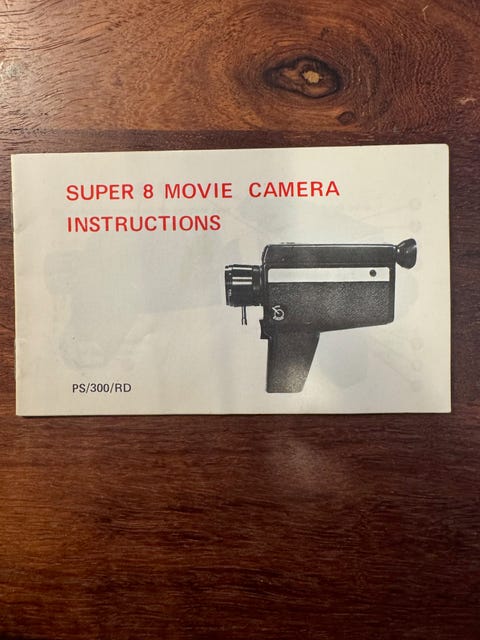 SUPER 8 MOVIE CAMERA
INSTRUCTIONS
PS/300/RD